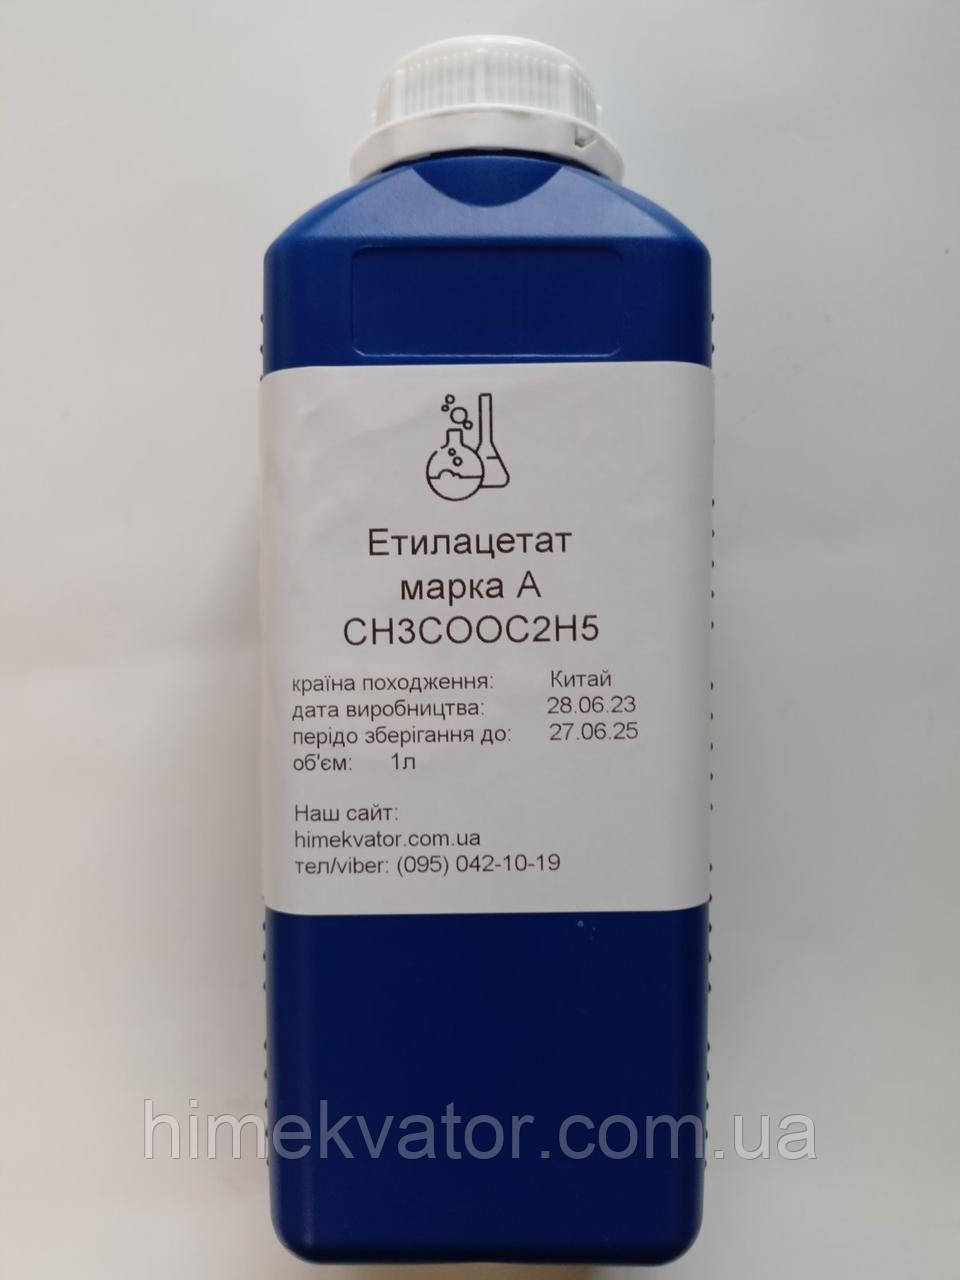 Етилацетат
марка А
CH3COOC2H5
країна походження: Китай
дата виробництва: 28.06.23
перідо зберігання до: 27.06.25
об'єм: 1л
Наш сайт:
himekvator.com.ua
тел/viber: (095) 042-10-19
himekvator.com.ua